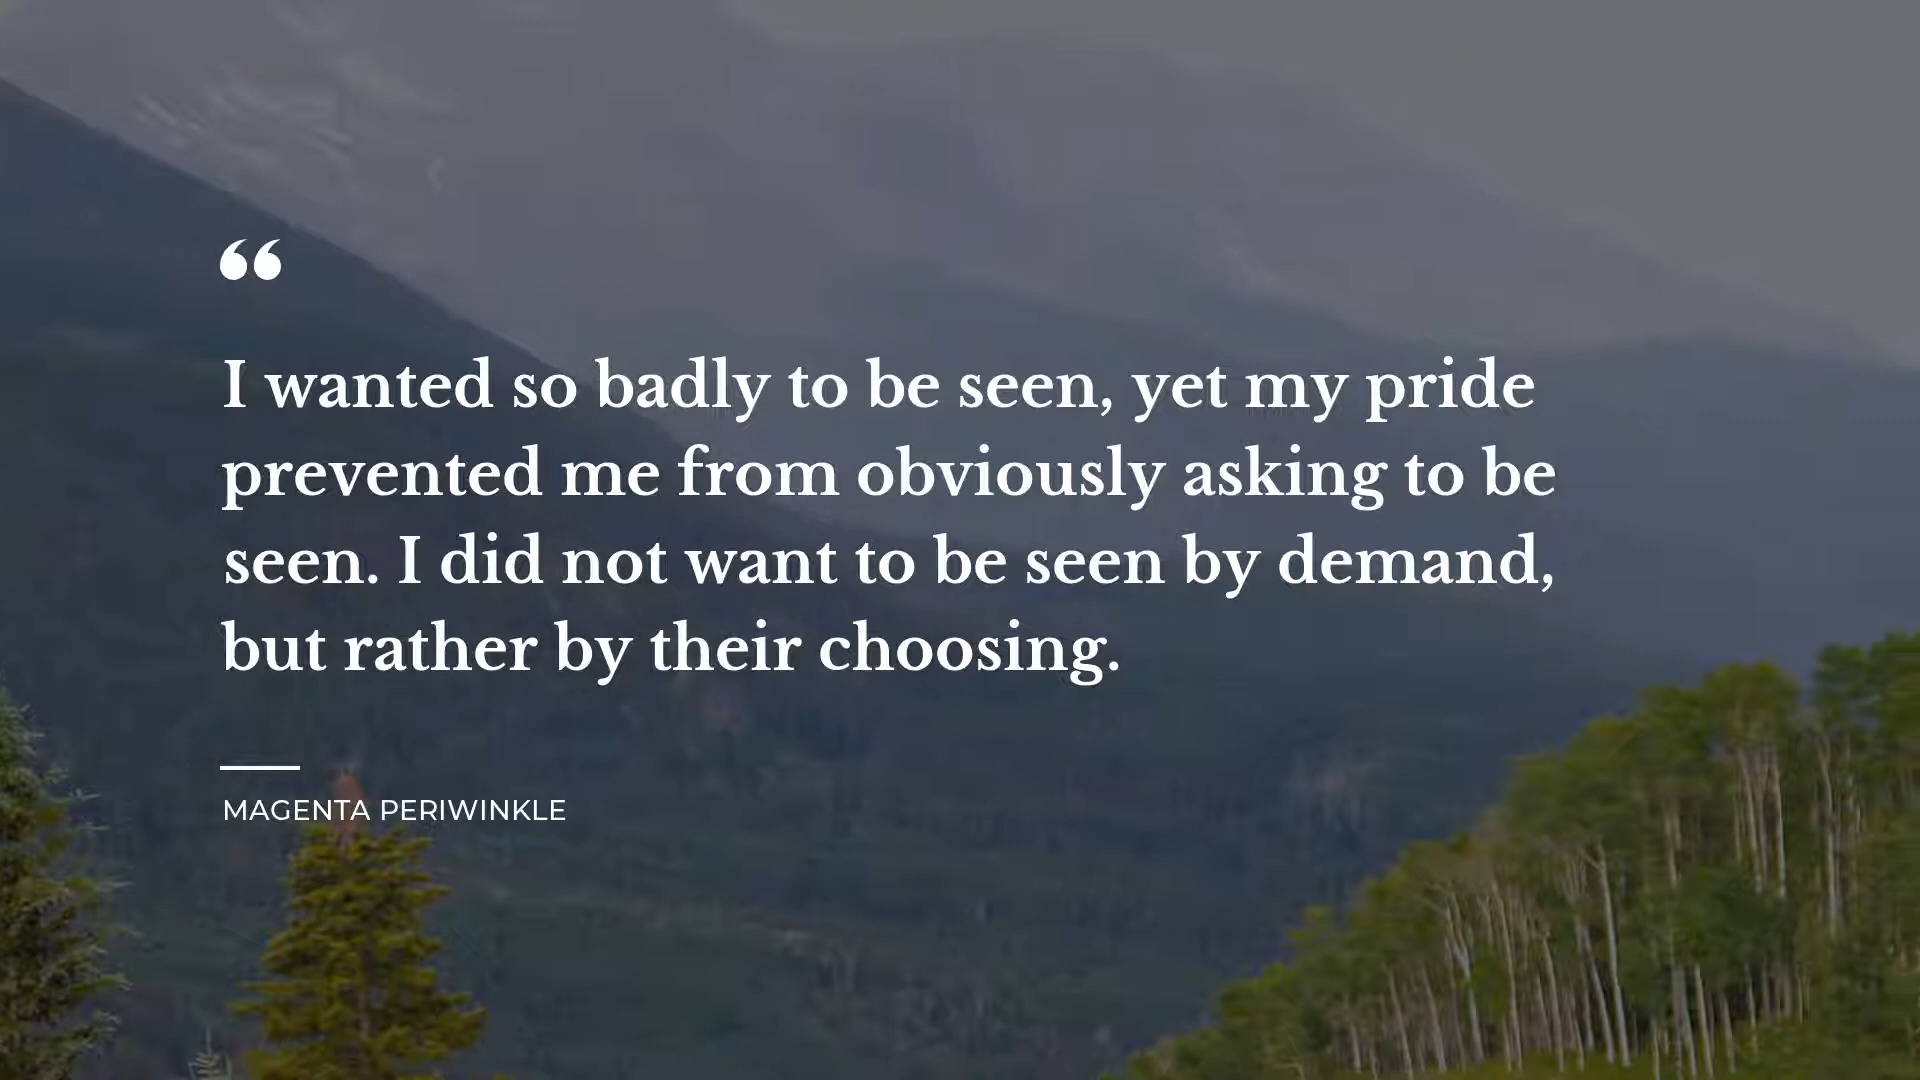 “
I wanted so badly to be seen, yet my pride
prevented me from obviously asking to be
seen. I did not want to be seen by demand,
but rather by their choosing.
MAGENTA PERIWINKLE